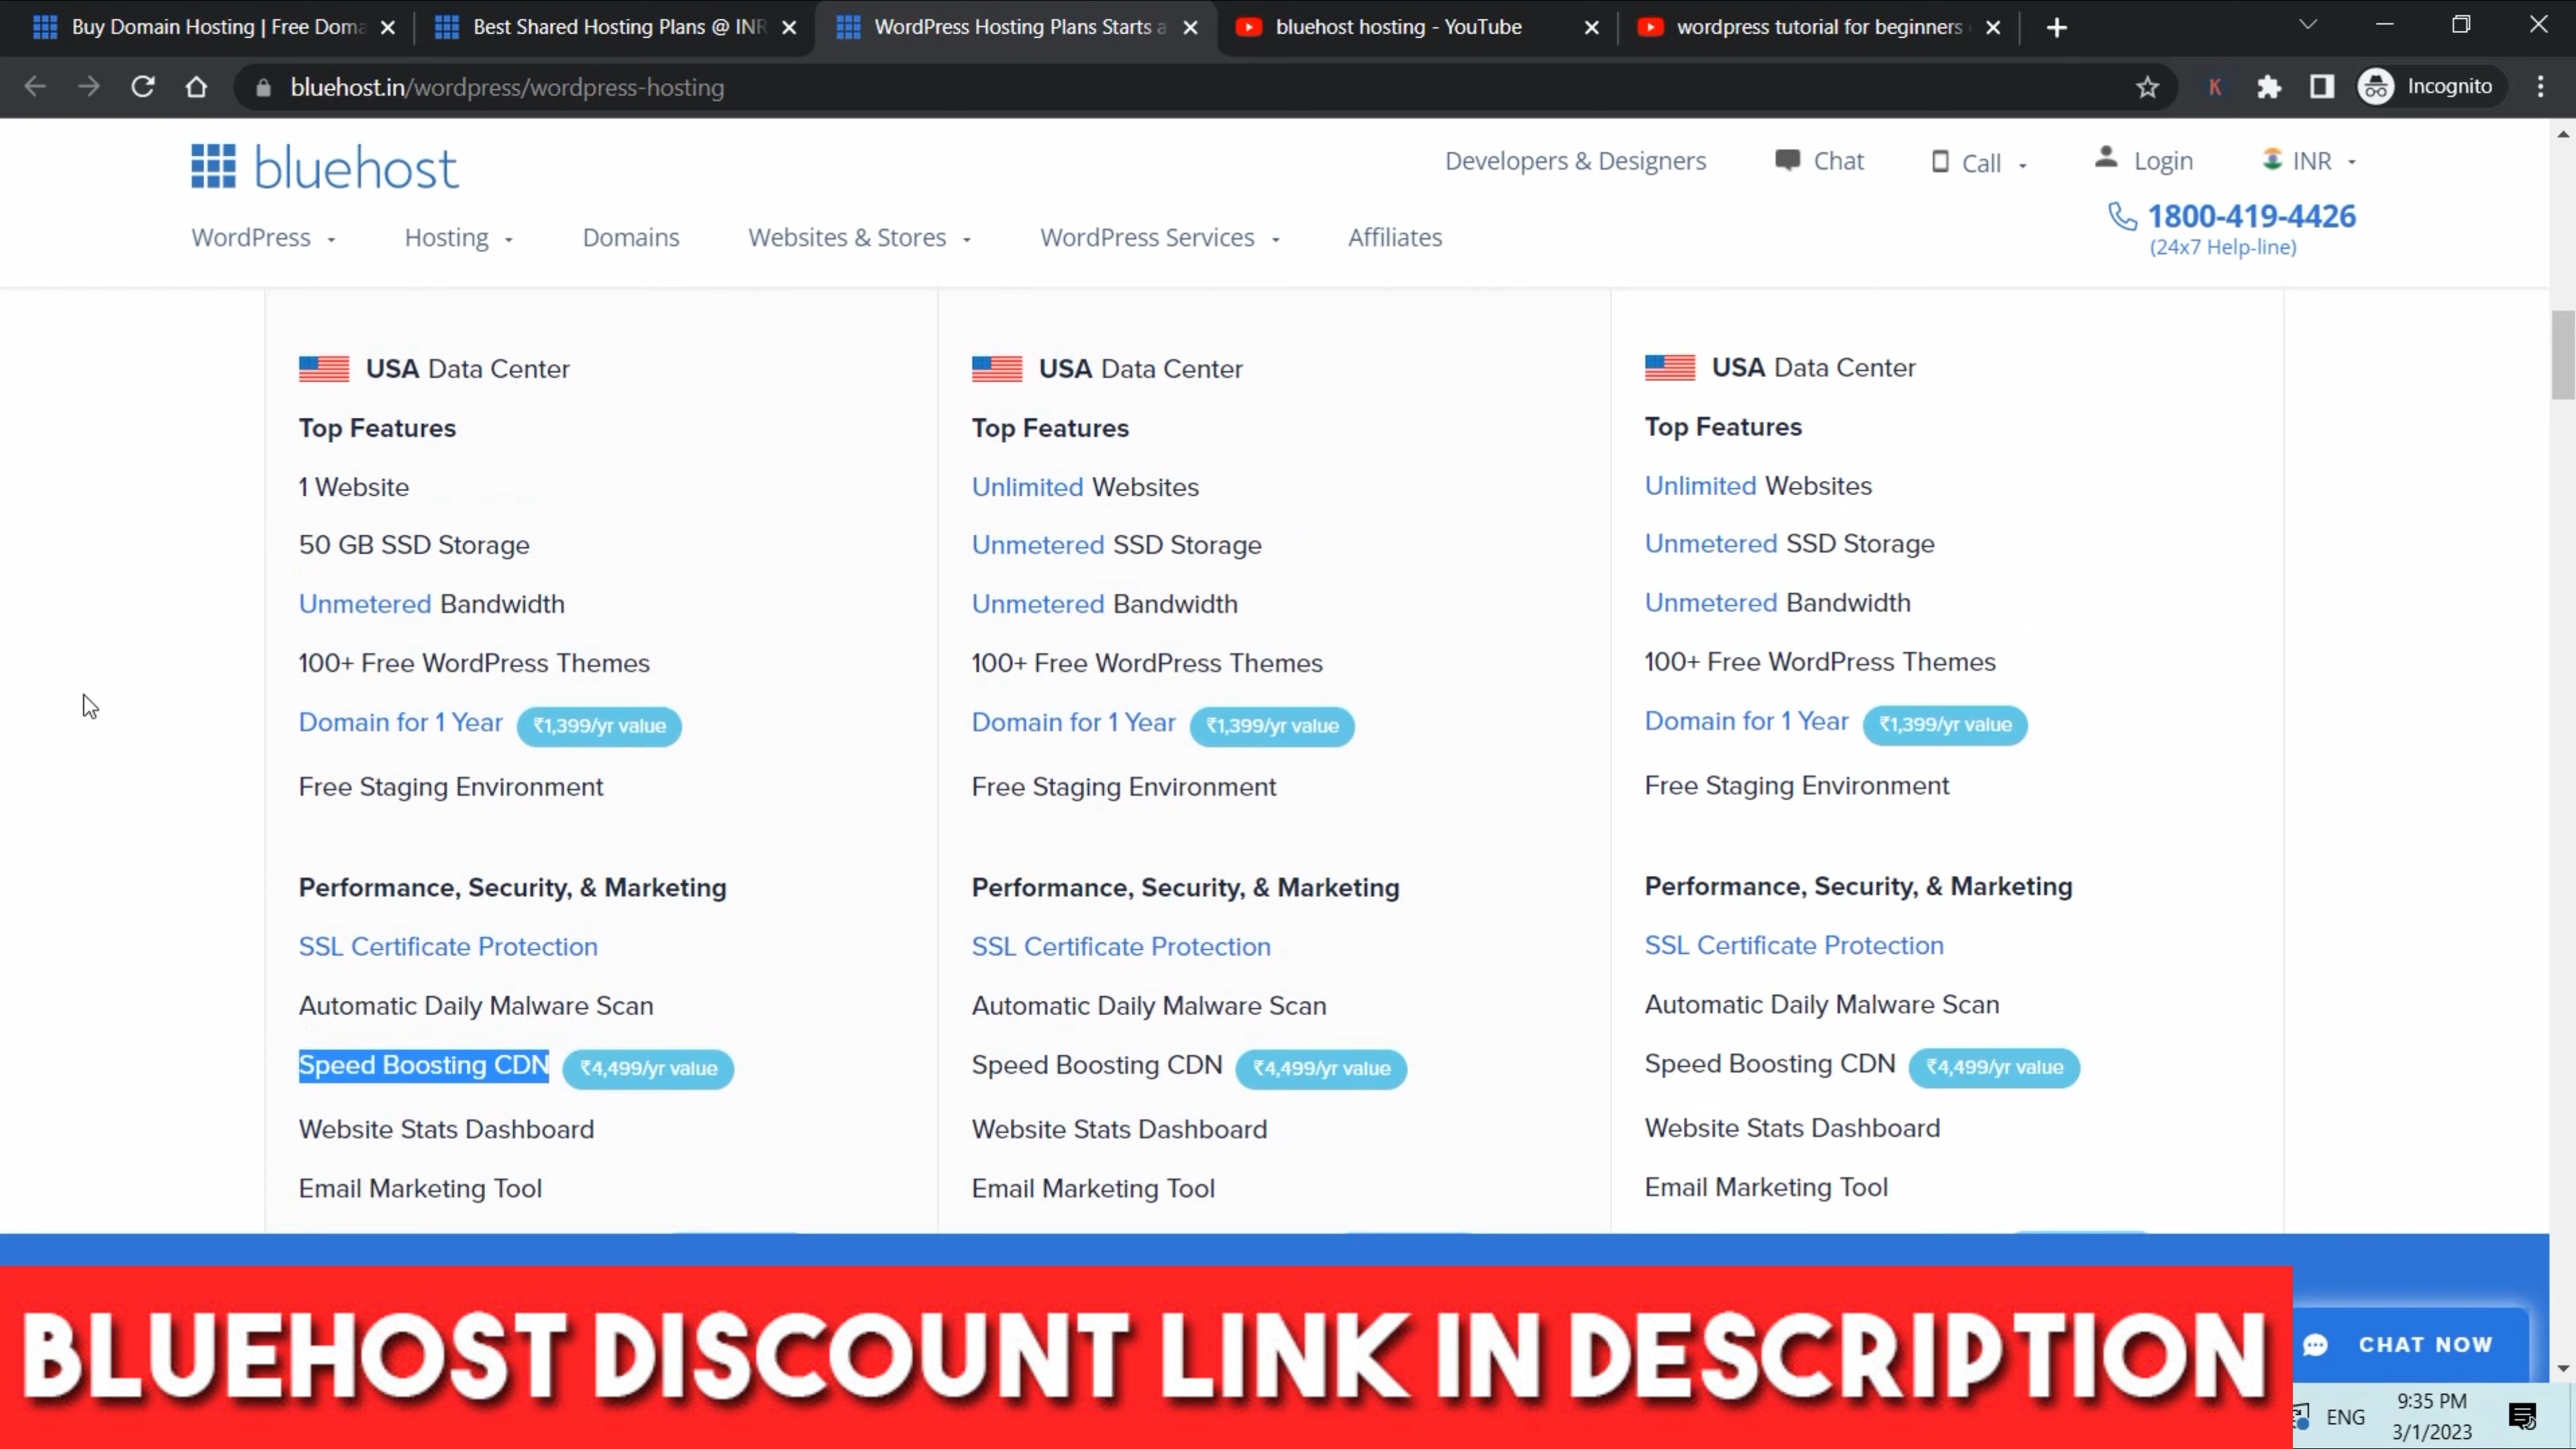 Buy Domain Hosting | Free Doma
Best Shared Hosting Plans @ INR
WordPress Hosting Plans Starts a
bluehost hosting - YouTube
wordpress tutorial for beginners
bluehost.in/wordpress/wordpress-hosting
K
Incognito
bluehost
Developers & Designers
Chat
Call
Login
INR
1800-419-4426
(24x7 Help-line)
WordPress
Hosting
Domains
Websites & Stores
WordPress Services
Affiliates
USA Data Center
Top Features
1 Website
50 GB SSD Storage
Unmetered Bandwidth
100+ Free WordPress Themes
Domain for 1 Year ₹1,399/yr value
Free Staging Environment
Performance, Security, & Marketing
SSL Certificate Protection
Automatic Daily Malware Scan
Speed Boosting CDN ₹4,499/yr value
Website Stats Dashboard
Email Marketing Tool
USA Data Center
Top Features
Unlimited Websites
Unmetered SSD Storage
Unmetered Bandwidth
100+ Free WordPress Themes
Domain for 1 Year ₹1,399/yr value
Free Staging Environment
Performance, Security, & Marketing
SSL Certificate Protection
Automatic Daily Malware Scan
Speed Boosting CDN ₹4,499/yr value
Website Stats Dashboard
Email Marketing Tool
USA Data Center
Top Features
Unlimited Websites
Unmetered SSD Storage
Unmetered Bandwidth
100+ Free WordPress Themes
Domain for 1 Year ₹1,399/yr value
Free Staging Environment
Performance, Security, & Marketing
SSL Certificate Protection
Automatic Daily Malware Scan
Speed Boosting CDN ₹4,499/yr value
Website Stats Dashboard
Email Marketing Tool
BLUEHOST DISCOUNT LINK IN DESCRIPTION
CHAT NOW
ENG
9:35 PM
3/1/2023